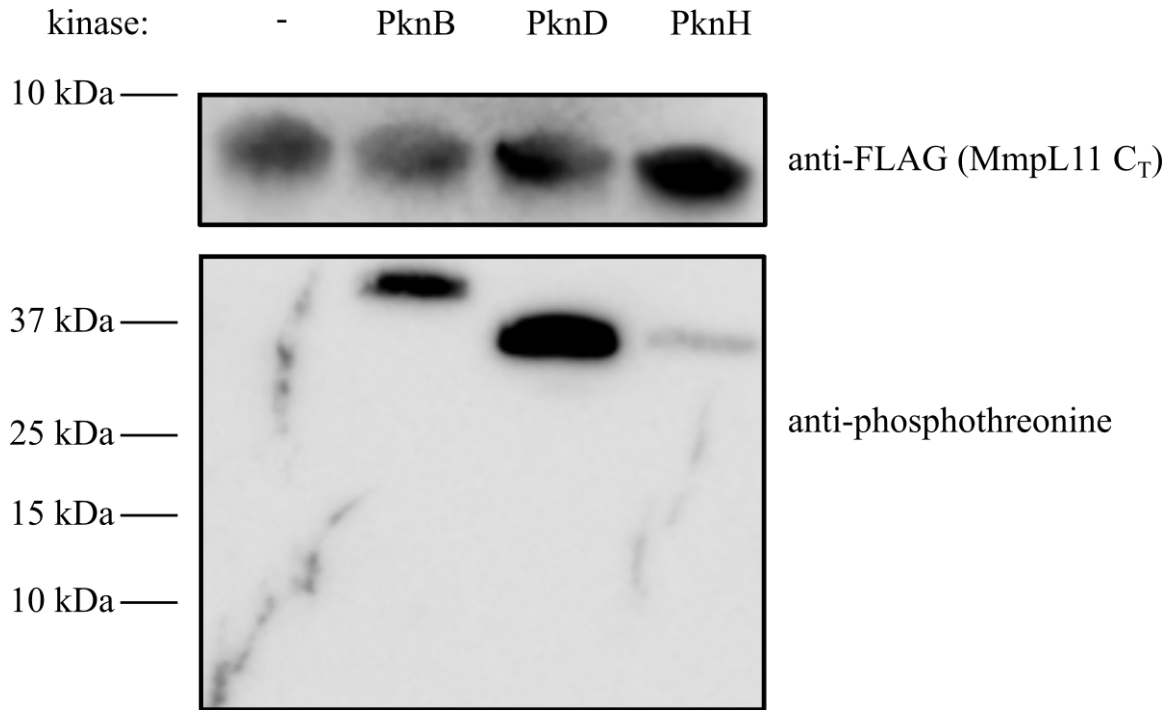 kinase: - PknB PknD PknH
10 kDa
anti-FLAG (MmpL11 C_T)
37 kDa
anti-phosphothreonine
25 kDa
15 kDa
10 kDa